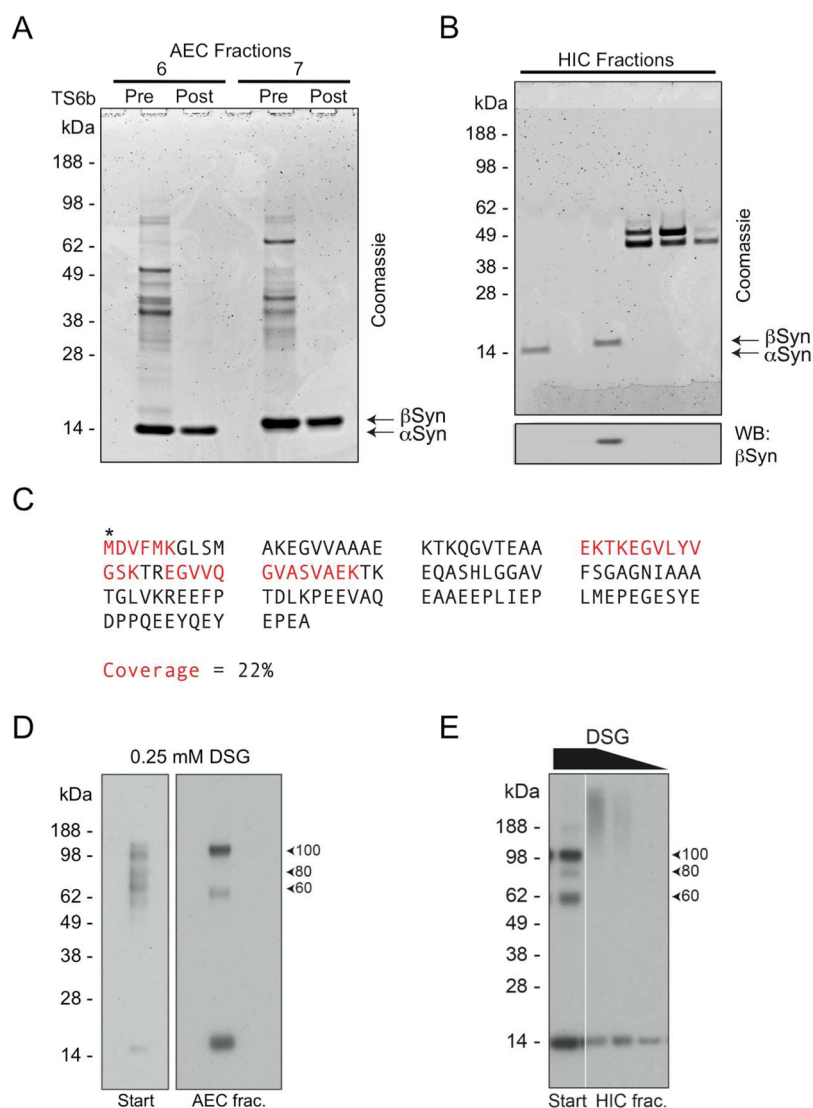 A
AEC Fractions
6 7
TS6b Pre Post Pre Post
kDa
188 -
98 -
62 -
49 -
38 -
28 -
14 -
Coomassie
βSyn
αSyn
B
HIC Fractions
kDa
188 -
98 -
62 -
49 -
38 -
28 -
14 -
Coomassie
βSyn
αSyn
WB:
βSyn
C
*
MDVFMKGLSM AKEGVVAAAE KTKQGVTEAA EKTKEGVLYV
GSKTREGVVQ GVASVAEKTK EQASHLGGAV FSGAGNIAAA
TGLVKREEFP TDLKPEEVAQ EAAEEPLIEP LMEPEGESYE
DPPQEEYQEY EPEA
Coverage = 22%
D
0.25 mM DSG
kDa
188 -
98 -
62 -
49 -
38 -
28 -
14 -
100
80
60
Start AEC frac.
E
DSG
kDa
188 -
98 -
62 -
49 -
38 -
28 -
14 -
100
80
60
Start HIC frac.